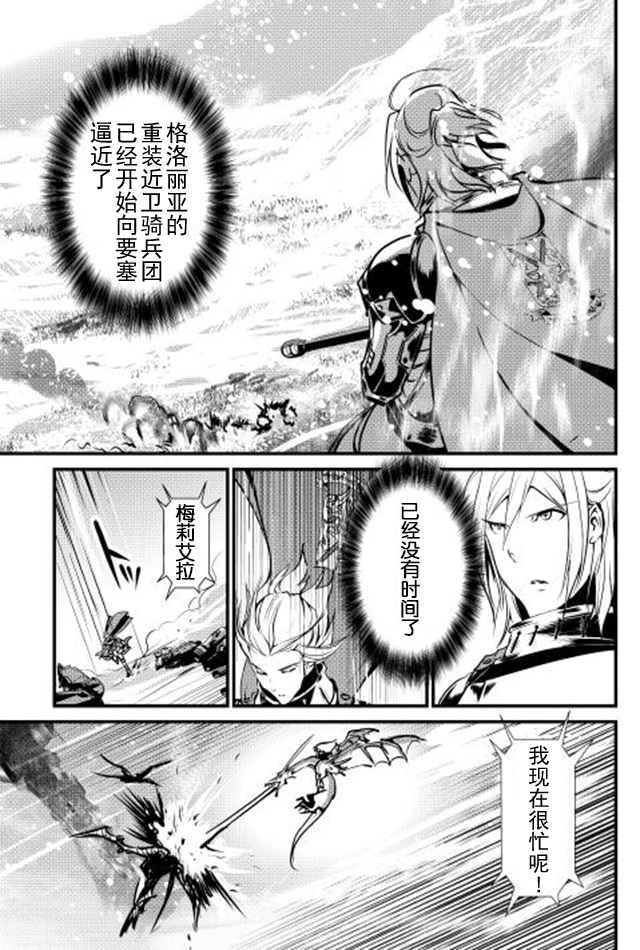 格洛丽亚的
重装近卫骑兵团
已经开始向要塞
逼近了
已经没有时间了
梅莉艾拉
ドッ
我现在很忙呢！